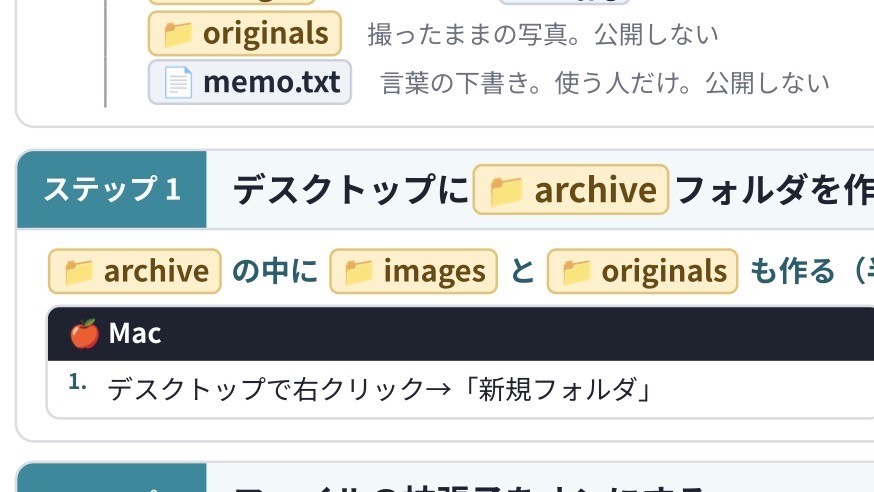 originals 撮ったままの写真。公開しない
memo.txt 言葉の下書き。使う人だけ。公開しない
ステップ 1 デスクトップに archive フォルダを作
archive の中に images と originals も作る（
Mac
1. デスクトップで右クリック→「新規フォルダ」